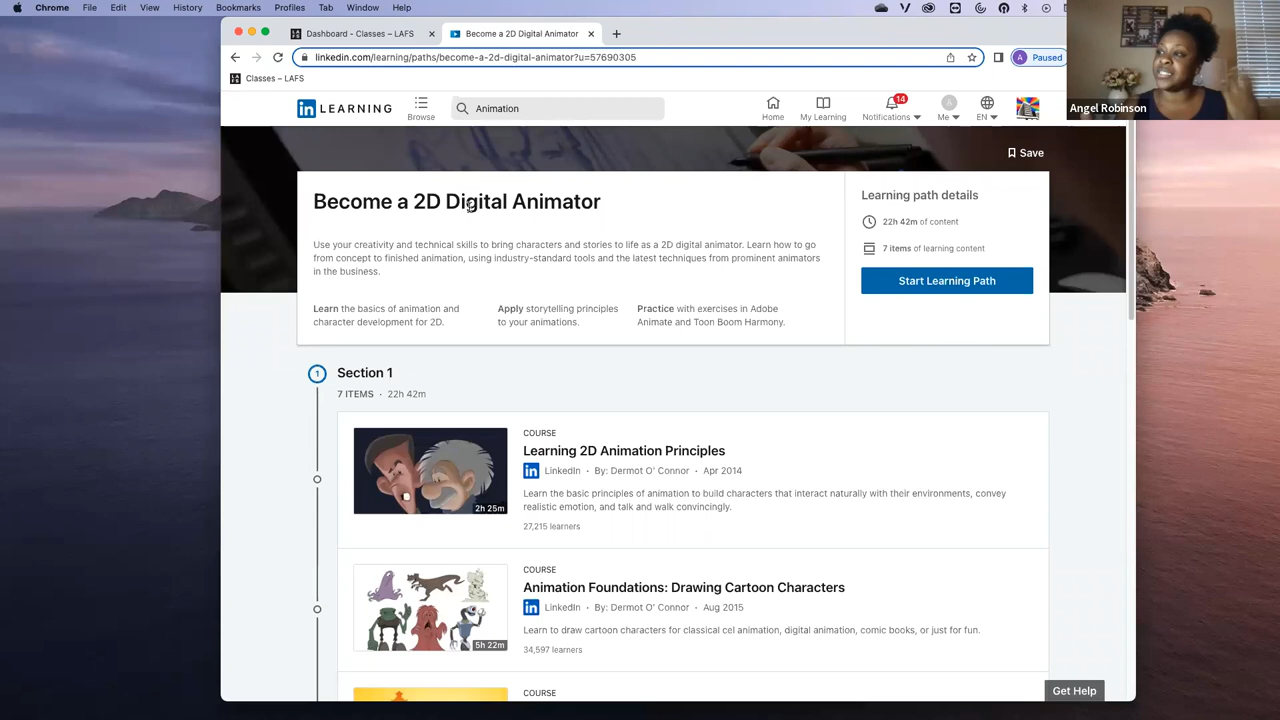 Chrome File Edit View History Bookmarks Profiles Tab Window Help
Dashboard - Classes – LAFS
Become a 2D Digital Animator
linkedin.com/learning/paths/become-a-2d-digital-animator?u=57690305
A Paused
Classes – LAFS
Angel Robinson
in LEARNING
Browse
Animation
Home
My Learning
14
Notifications
Me
EN
Save
Become a 2D Digital Animator
Use your creativity and technical skills to bring characters and stories to life as a 2D digital animator. Learn how to go
from concept to finished animation, using industry-standard tools and the latest techniques from prominent animators
in the business.
Learn the basics of animation and
character development for 2D.
Apply storytelling principles
to your animations.
Practice with exercises in Adobe
Animate and Toon Boom Harmony.
Learning path details
22h 42m of content
7 items of learning content
Start Learning Path
1 Section 1
7 ITEMS · 22h 42m
2h 25m
COURSE
Learning 2D Animation Principles
in LinkedIn · By: Dermot O' Connor · Apr 2014
Learn the basic principles of animation to build characters that interact naturally with their environments, convey
realistic emotion, and talk and walk convincingly.
27,215 learners
5h 22m
COURSE
Animation Foundations: Drawing Cartoon Characters
in LinkedIn · By: Dermot O' Connor · Aug 2015
Learn to draw cartoon characters for classical cel animation, digital animation, comic books, or just for fun.
34,597 learners
COURSE
Get Help